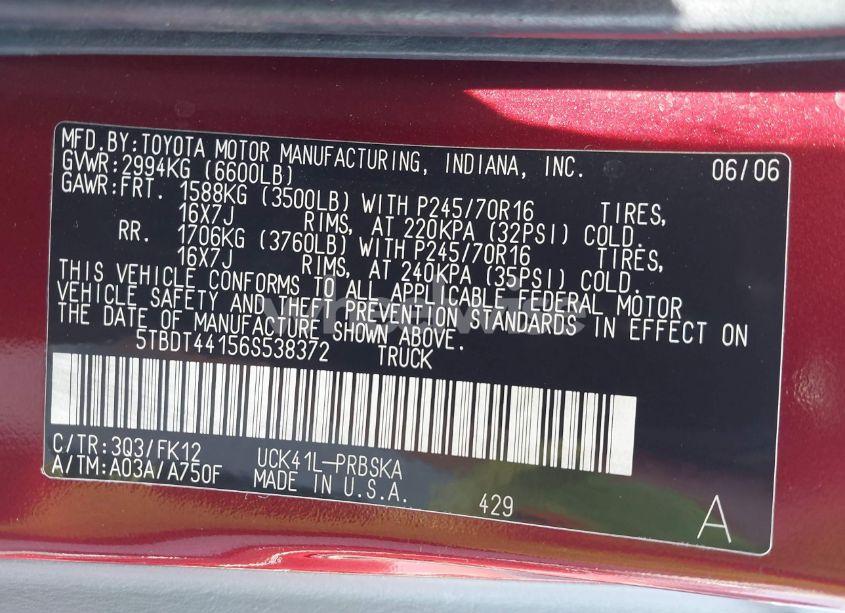 MFD.BY:TOYOTA MOTOR MANUFACTURING, INDIANA, INC. 06/06
GVWR:2994KG (6600LB)
GAWR:FRT. 1588KG (3500LB) WITH P245/70R16 TIRES,
16X7J RIMS, AT 220KPA (32PSI) COLD.
RR. 1706KG (3760LB) WITH P245/70R16 TIRES,
16X7J RIMS, AT 240KPA (35PSI) COLD.
THIS VEHICLE CONFORMS TO ALL APPLICABLE FEDERAL MOTOR
VEHICLE SAFETY AND THEFT PREVENTION STANDARDS IN EFFECT ON
THE DATE OF MANUFACTURE SHOWN ABOVE.
5TBDT44156S538372 TRUCK
C/TR:3Q3/FK12 UCK41L-PRBSKA
A/TM:A03A/A750F MADE IN U.S.A.
429 A